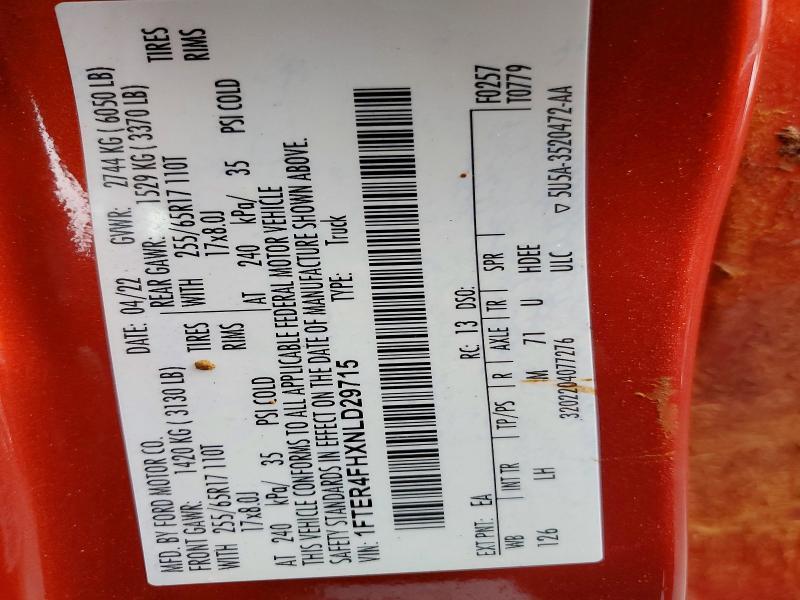 MFD. BY FORD MOTOR CO.
DATE: 04/22 GVWR: 2744 KG ( 6050 LB)
FRONT GAWR: 1420 KG ( 3130 LB) REAR GAWR: 1529 KG ( 3370 LB)
WITH 255/65R17 110T TIRES WITH 255/65R17 110T TIRES
17x8.0J RIMS 17x8.0J RIMS
AT 240 kPa/ 35 PSI COLD AT 240 kPa/ 35 PSI COLD
THIS VEHICLE CONFORMS TO ALL APPLICABLE FEDERAL MOTOR VEHICLE
SAFETY STANDARDS IN EFFECT ON THE DATE OF MANUFACTURE SHOWN ABOVE.
VIN: 1FTER4FHXNLD29715 TYPE: Truck
F0257
T0779
EXT PNT: EA RC: 13 DSO:
WB INT TR TP/PS R AXLE TR SPR
126 LH M 71 U HDEE
3202204077276 ULC ▽ 5U5A-3520472-AA